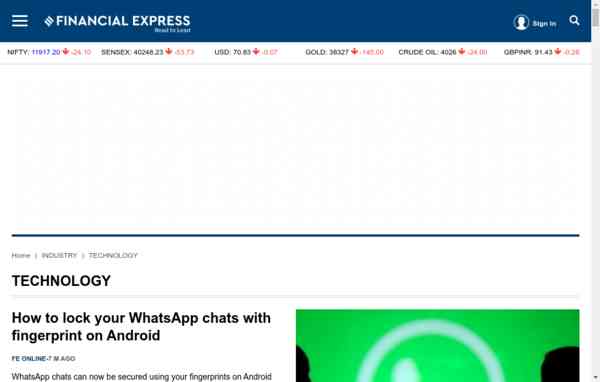 FINANCIAL EXPRESS
Read to Lead
Sign In
NIFTY: 11917.20 -24.10 SENSEX: 40248.23 -53.73 USD: 70.83 -0.07 GOLD: 38327 -145.00 CRUDE OIL: 4026 -24.00 GBPINR: 91.43 -0.26
Home | INDUSTRY | TECHNOLOGY
TECHNOLOGY
How to lock your WhatsApp chats with
fingerprint on Android
FE ONLINE-7 M AGO
WhatsApp chats can now be secured using your fingerprints on Android